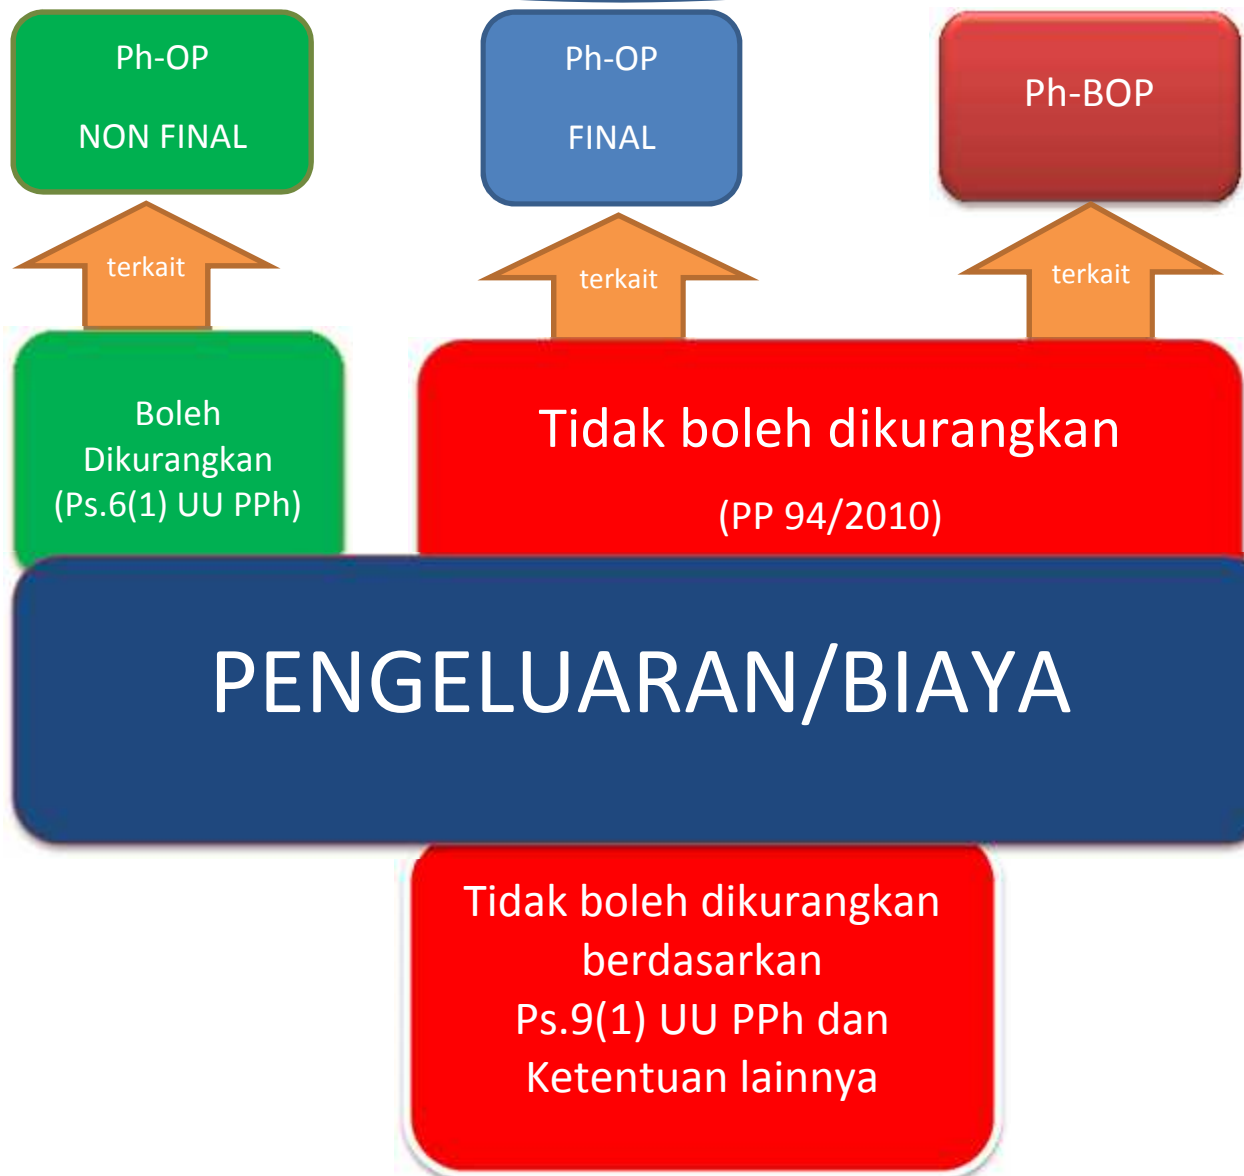 Ph-OP
NON FINAL
Ph-OP
FINAL
Ph-BOP
terkait
terkait
terkait
Boleh
Dikurangkan
(Ps.6(1) UU PPh)
Tidak boleh dikurangkan
(PP 94/2010)
PENGELUARAN/BIAYA
Tidak boleh dikurangkan
berdasarkan
Ps.9(1) UU PPh dan
Ketentuan lainnya